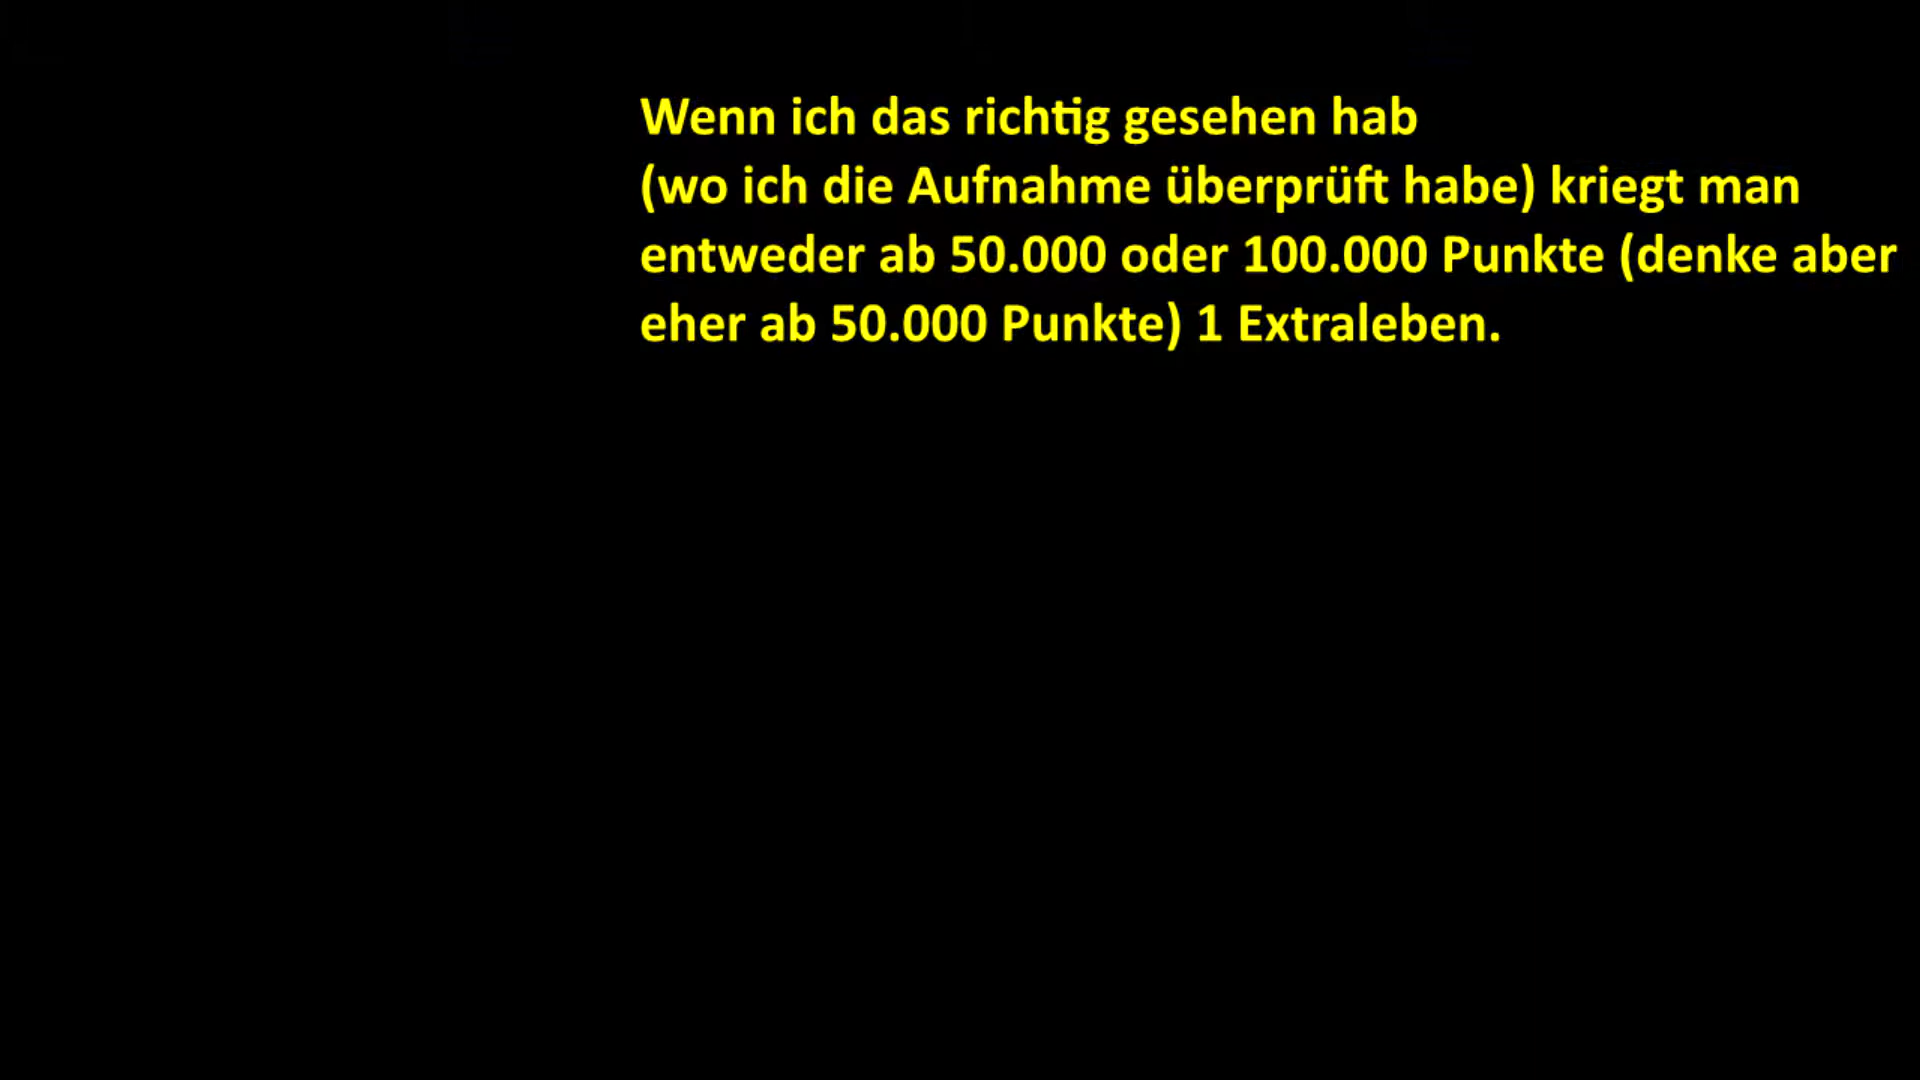 Wenn ich das richtig gesehen hab
(wo ich die Aufnahme überprüft habe) kriegt man
entweder ab 50.000 oder 100.000 Punkte (denke aber
eher ab 50.000 Punkte) 1 Extraleben.